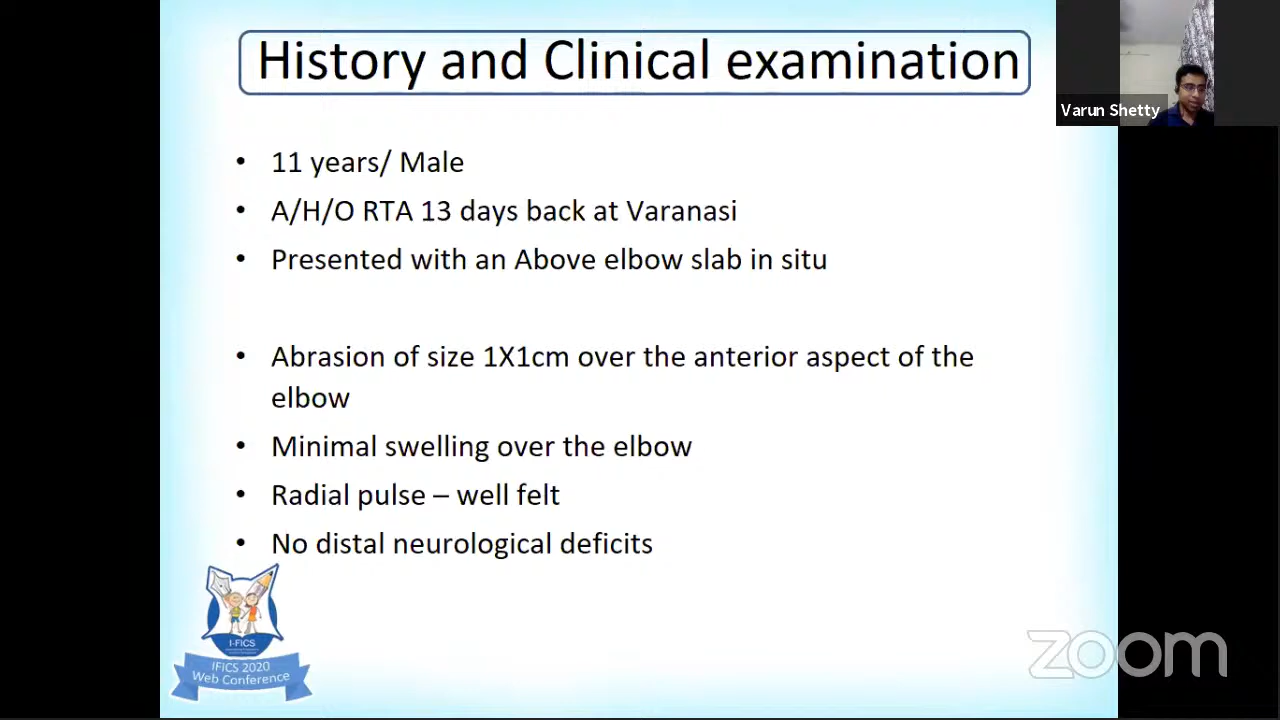 History and Clinical examination
Varun Shetty
• 11 years/ Male
• A/H/O RTA 13 days back at Varanasi
• Presented with an Above elbow slab in situ
• Abrasion of size 1X1cm over the anterior aspect of the
elbow
• Minimal swelling over the elbow
• Radial pulse – well felt
• No distal neurological deficits
I-FICS
IFICS 2020
Web Conference
zoom